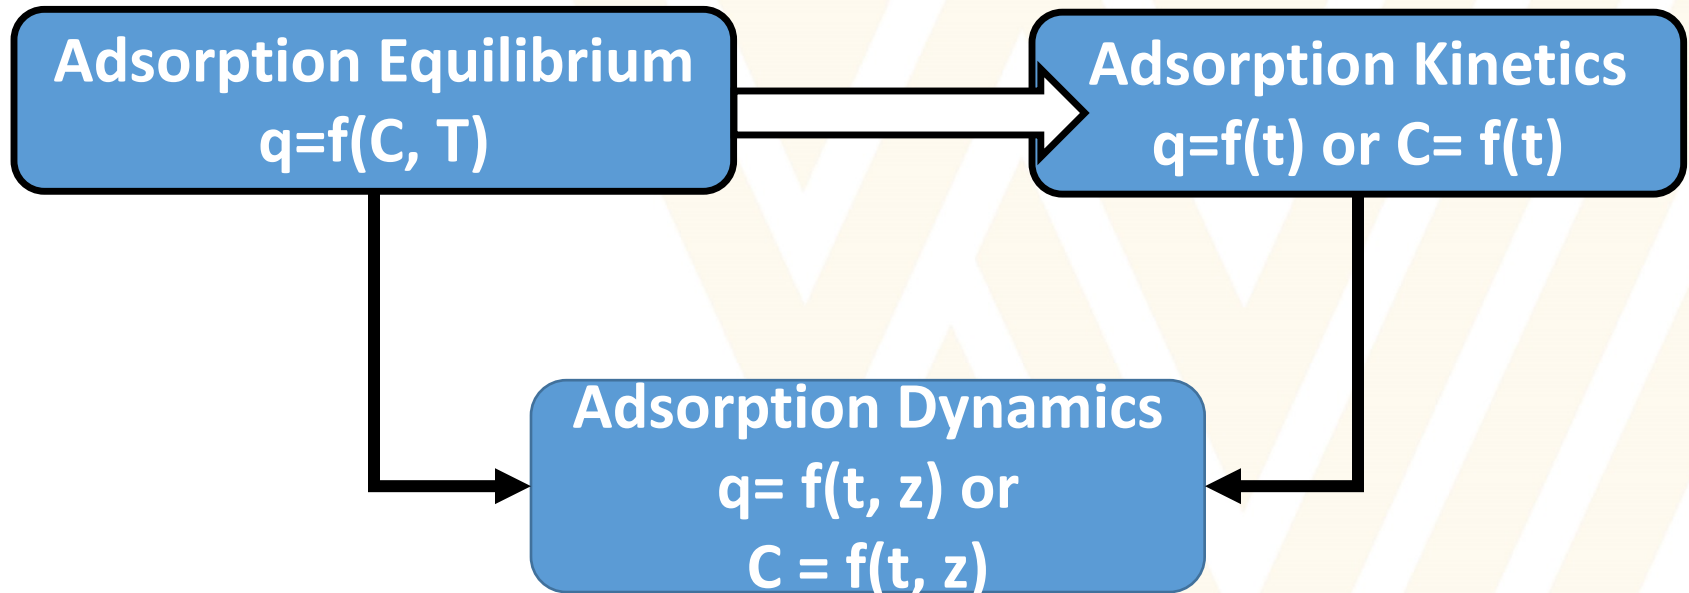 Adsorption Equilibrium
q=f(C, T)
Adsorption Kinetics
q=f(t) or C= f(t)
Adsorption Dynamics
q= f(t, z) or
C = f(t, z)